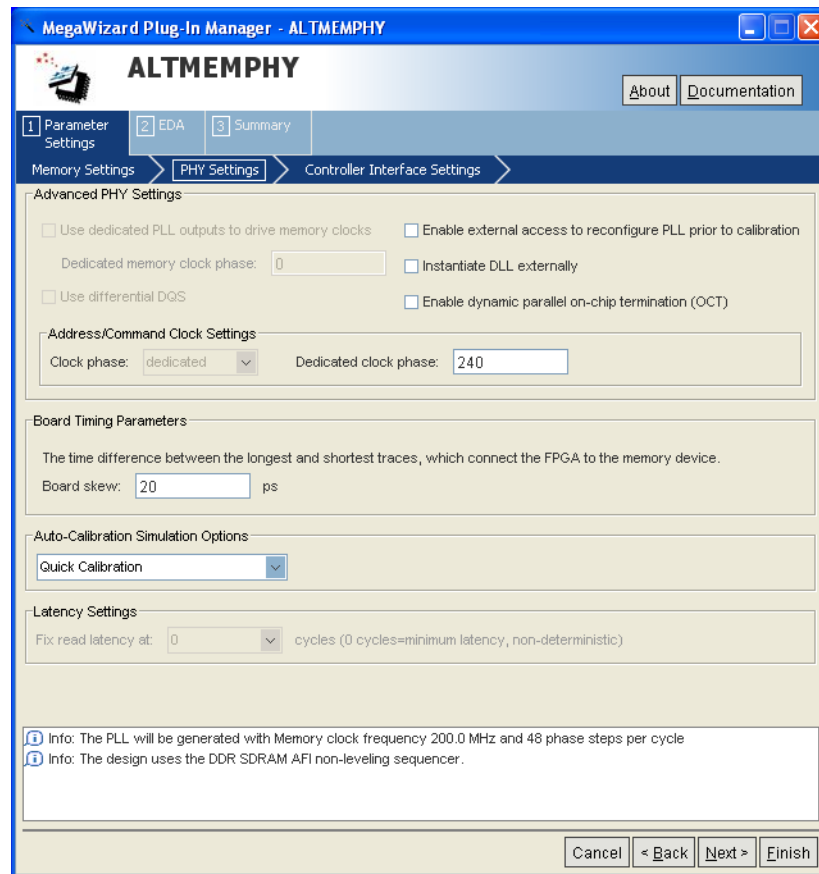 MegaWizard Plug-In Manager - ALTMEMPHY
ALTMEMPHY
About Documentation
1 Parameter Settings 2 EDA 3 Summary
Memory Settings PHY Settings Controller Interface Settings
Advanced PHY Settings
Use dedicated PLL outputs to drive memory clocks Enable external access to reconfigure PLL prior to calibration
Dedicated memory clock phase: 0 Instantiate DLL externally
Use differential DQS Enable dynamic parallel on-chip termination (OCT)
Address/Command Clock Settings
Clock phase: dedicated Dedicated clock phase: 240
Board Timing Parameters
The time difference between the longest and shortest traces, which connect the FPGA to the memory device.
Board skew: 20 ps
Auto-Calibration Simulation Options
Quick Calibration
Latency Settings
Fix read latency at: 0 cycles (0 cycles=minimum latency, non-deterministic)
Info: The PLL will be generated with Memory clock frequency 200.0 MHz and 48 phase steps per cycle
Info: The design uses the DDR SDRAM AFI non-leveling sequencer.
Cancel < Back Next > Finish